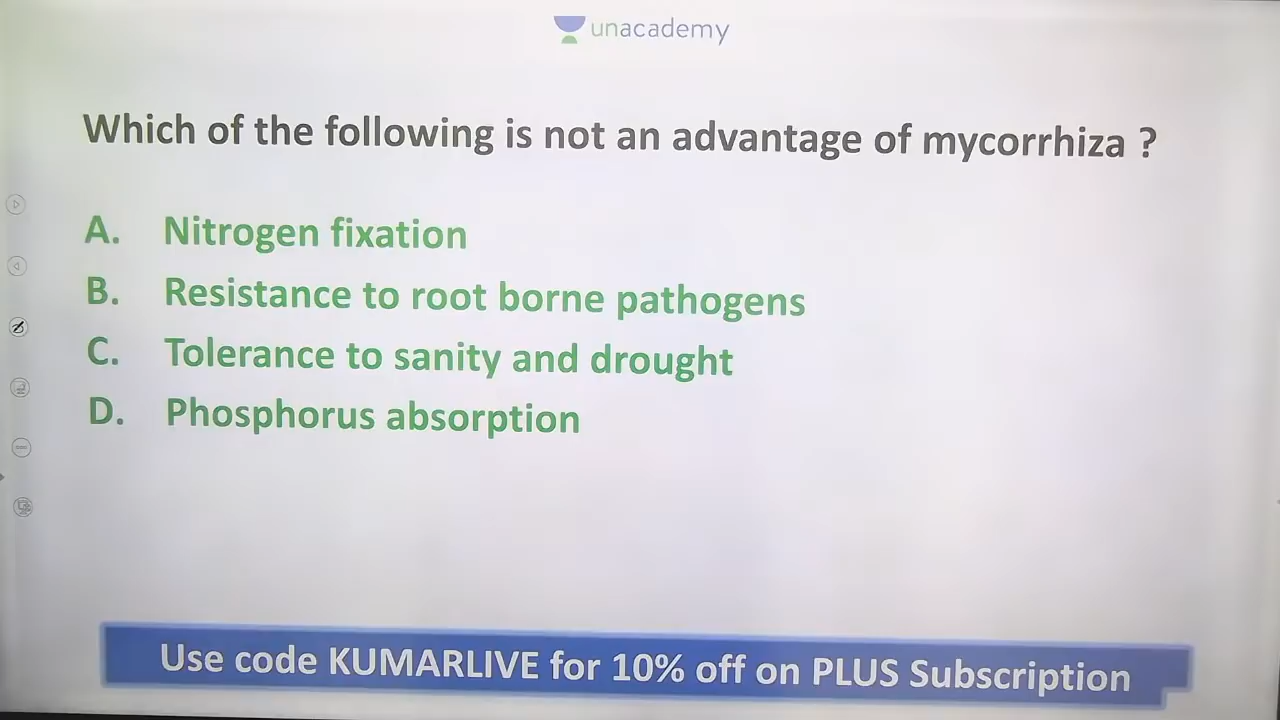 unacademy
Which of the following is not an advantage of mycorrhiza ?
A. Nitrogen fixation
B. Resistance to root borne pathogens
C. Tolerance to sanity and drought
D. Phosphorus absorption
Use code KUMARLIVE for 10% off on PLUS Subscription